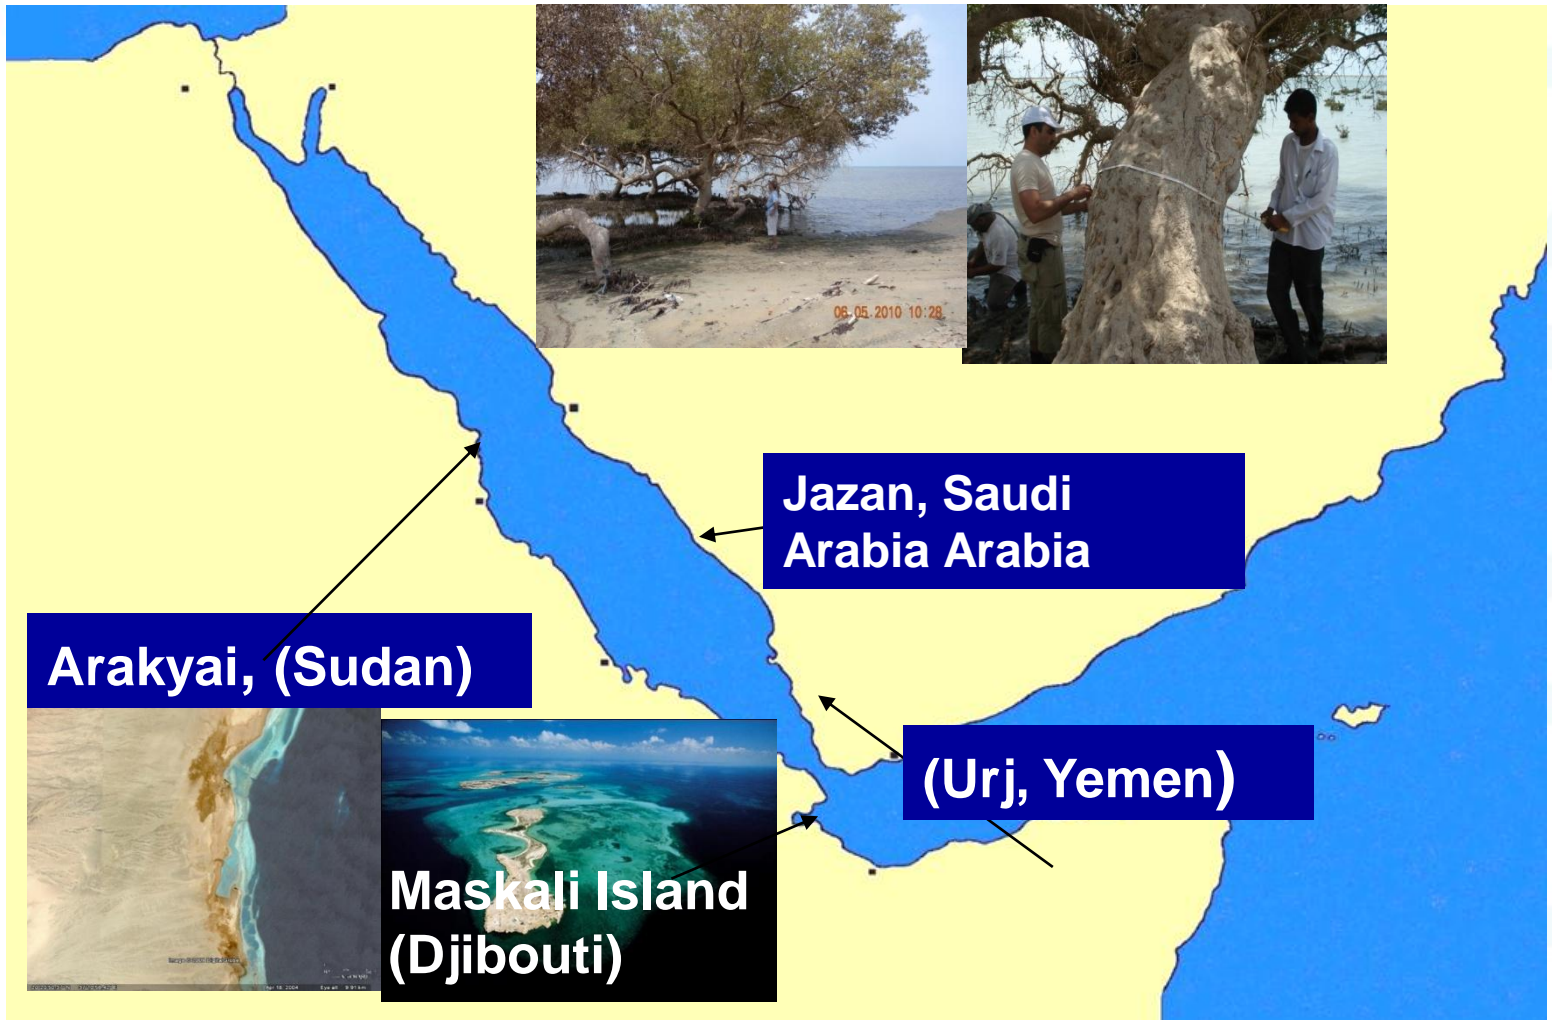 06.05.2010 10:28
Jazan, Saudi
Arabia Arabia
Arakyai, (Sudan)
(Urj, Yemen)
Maskali Island
(Djibouti)